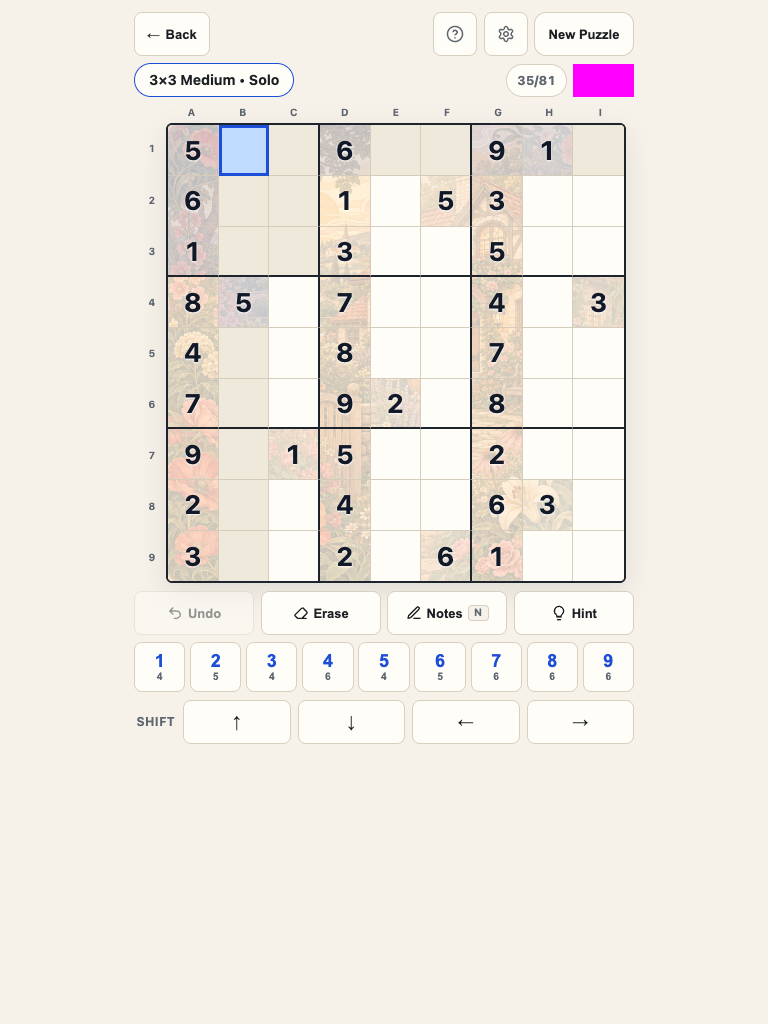 ← Back
New Puzzle
3×3 Medium • Solo
35/81
A B C D E F G H I
1 5 6 9 1
2 6 1 5 3
3 1 3 5
4 8 5 7 4 3
5 4 8 7
6 7 9 2 8
7 9 1 5 2
8 2 4 6 3
9 3 2 6 1
Undo Erase Notes N Hint
1 2 3 4 5 6 7 8 9
4 5 4 6 4 5 6 6 6
SHIFT ↑ ↓ ← →